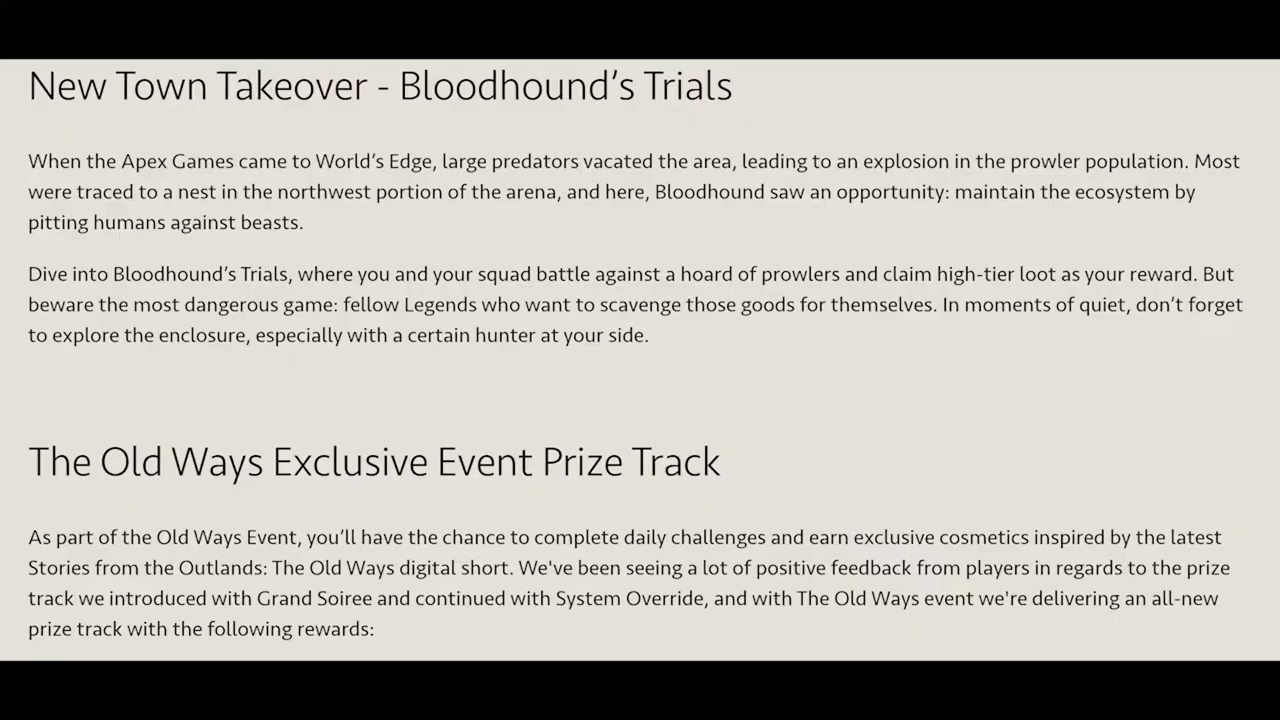 New Town Takeover - Bloodhound’s Trials
When the Apex Games came to World’s Edge, large predators vacated the area, leading to an explosion in the prowler population. Most
were traced to a nest in the northwest portion of the arena, and here, Bloodhound saw an opportunity: maintain the ecosystem by
pitting humans against beasts.
Dive into Bloodhound’s Trials, where you and your squad battle against a hoard of prowlers and claim high-tier loot as your reward. But
beware the most dangerous game: fellow Legends who want to scavenge those goods for themselves. In moments of quiet, don’t forget
to explore the enclosure, especially with a certain hunter at your side.
The Old Ways Exclusive Event Prize Track
As part of the Old Ways Event, you’ll have the chance to complete daily challenges and earn exclusive cosmetics inspired by the latest
Stories from the Outlands: The Old Ways digital short. We've been seeing a lot of positive feedback from players in regards to the prize
track we introduced with Grand Soiree and continued with System Override, and with The Old Ways event we're delivering an all-new
prize track with the following rewards: